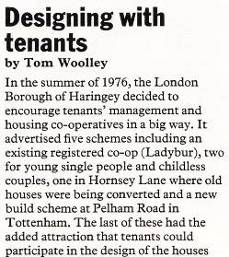 Designing with
tenants
by Tom Woolley
In the summer of 1976, the London
Borough of Haringey decided to
encourage tenants' management and
housing co-operatives in a big way. It
advertised five schemes including an
existing registered co-op (Ladybur), two
for young single people and childless
couples, one in Hornsey Lane where old
houses were being converted and a new
build scheme at Pelham Road in
Tottenham. The last of these had the
added attraction that tenants could
participate in the design of the houses